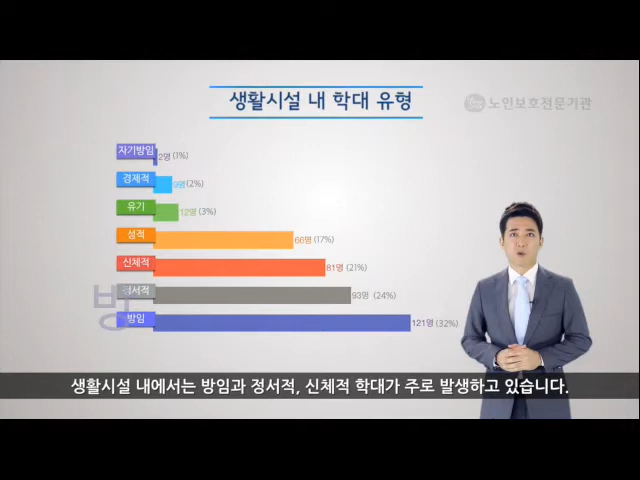 생활시설 내 학대 유형
노인보호전문기관
자기방임 2명 (1%)
경제적 9명 (2%)
유기 12명 (3%)
성적 66명 (17%)
신체적 81명 (21%)
정서적 93명 (24%)
방
방임 121명 (32%)
생활시설 내에서는 방임과 정서적, 신체적 학대가 주로 발생하고 있습니다.